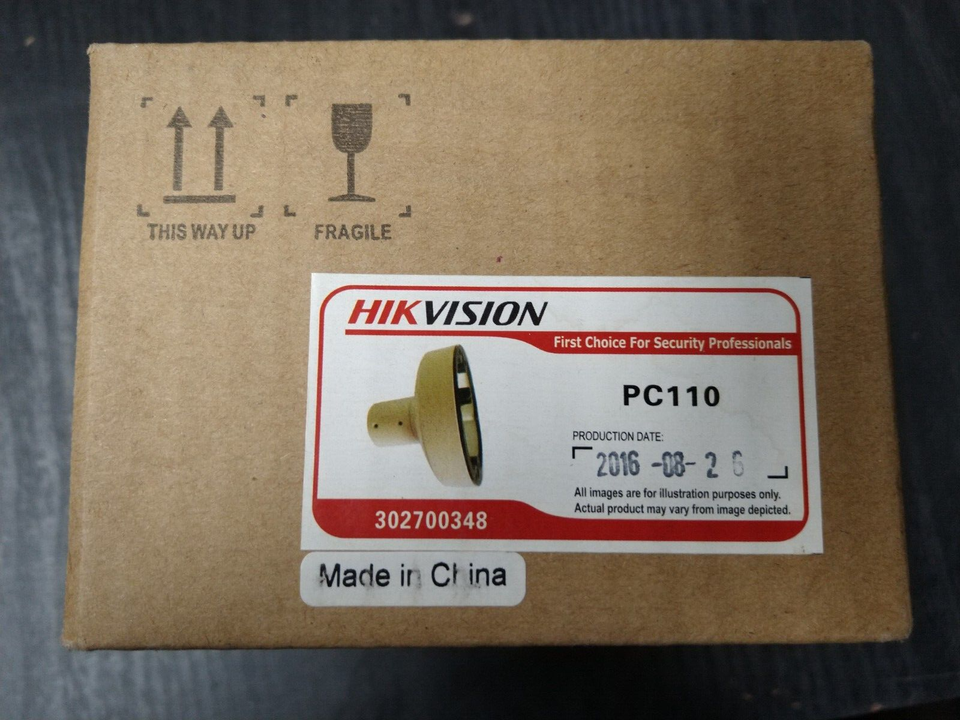 THIS WAY UP
FRAGILE
HIKVISION
First Choice For Security Professionals
PC110
PRODUCTION DATE:
2016 -08- 2 6
All images are for illustration purposes only.
Actual product may vary from image depicted.
302700348
Made in China